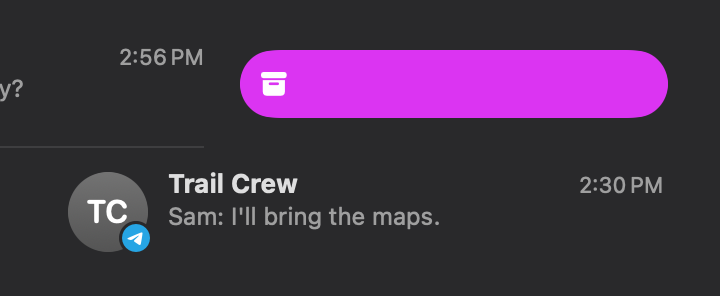 2:56 PM
y?
TC
Trail Crew
2:30 PM
Sam: I'll bring the maps.